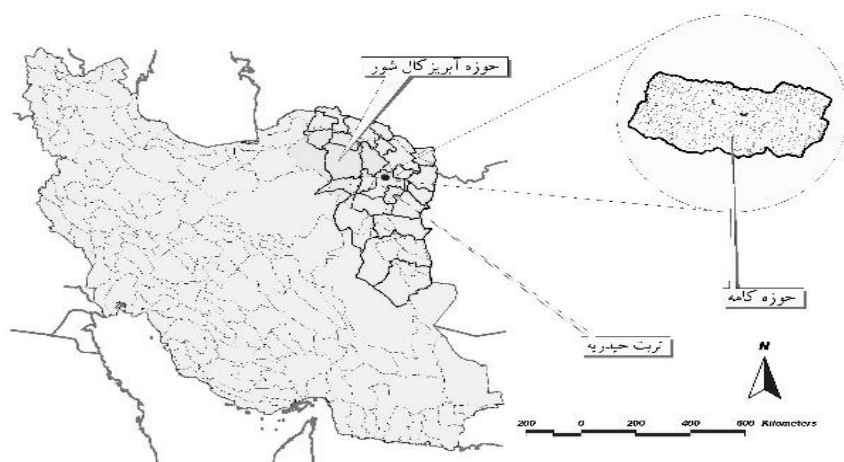 حوزه آبریز کال شور
حوزه کامه
تربت حیدریه
N
200 0 200 400 600 Kilometers